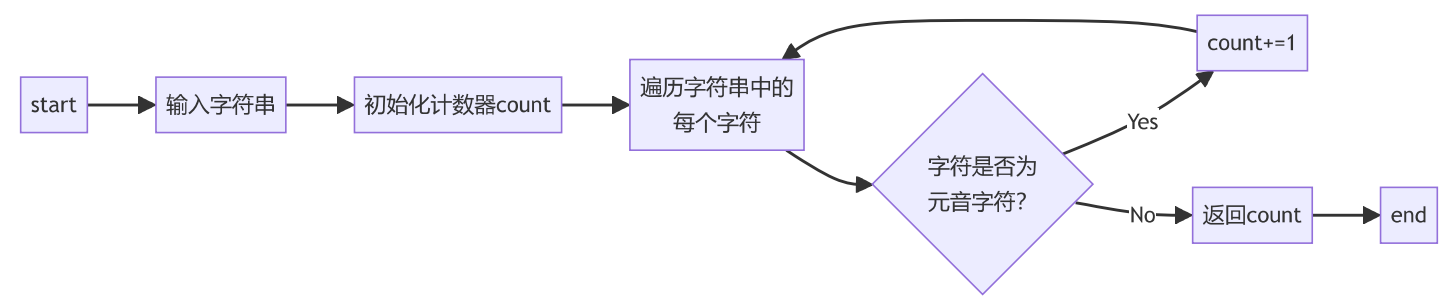 start
输入字符串
初始化计数器count
遍历字符串中的
每个字符
字符是否为
元音字符？
Yes
count+=1
No
返回count
end